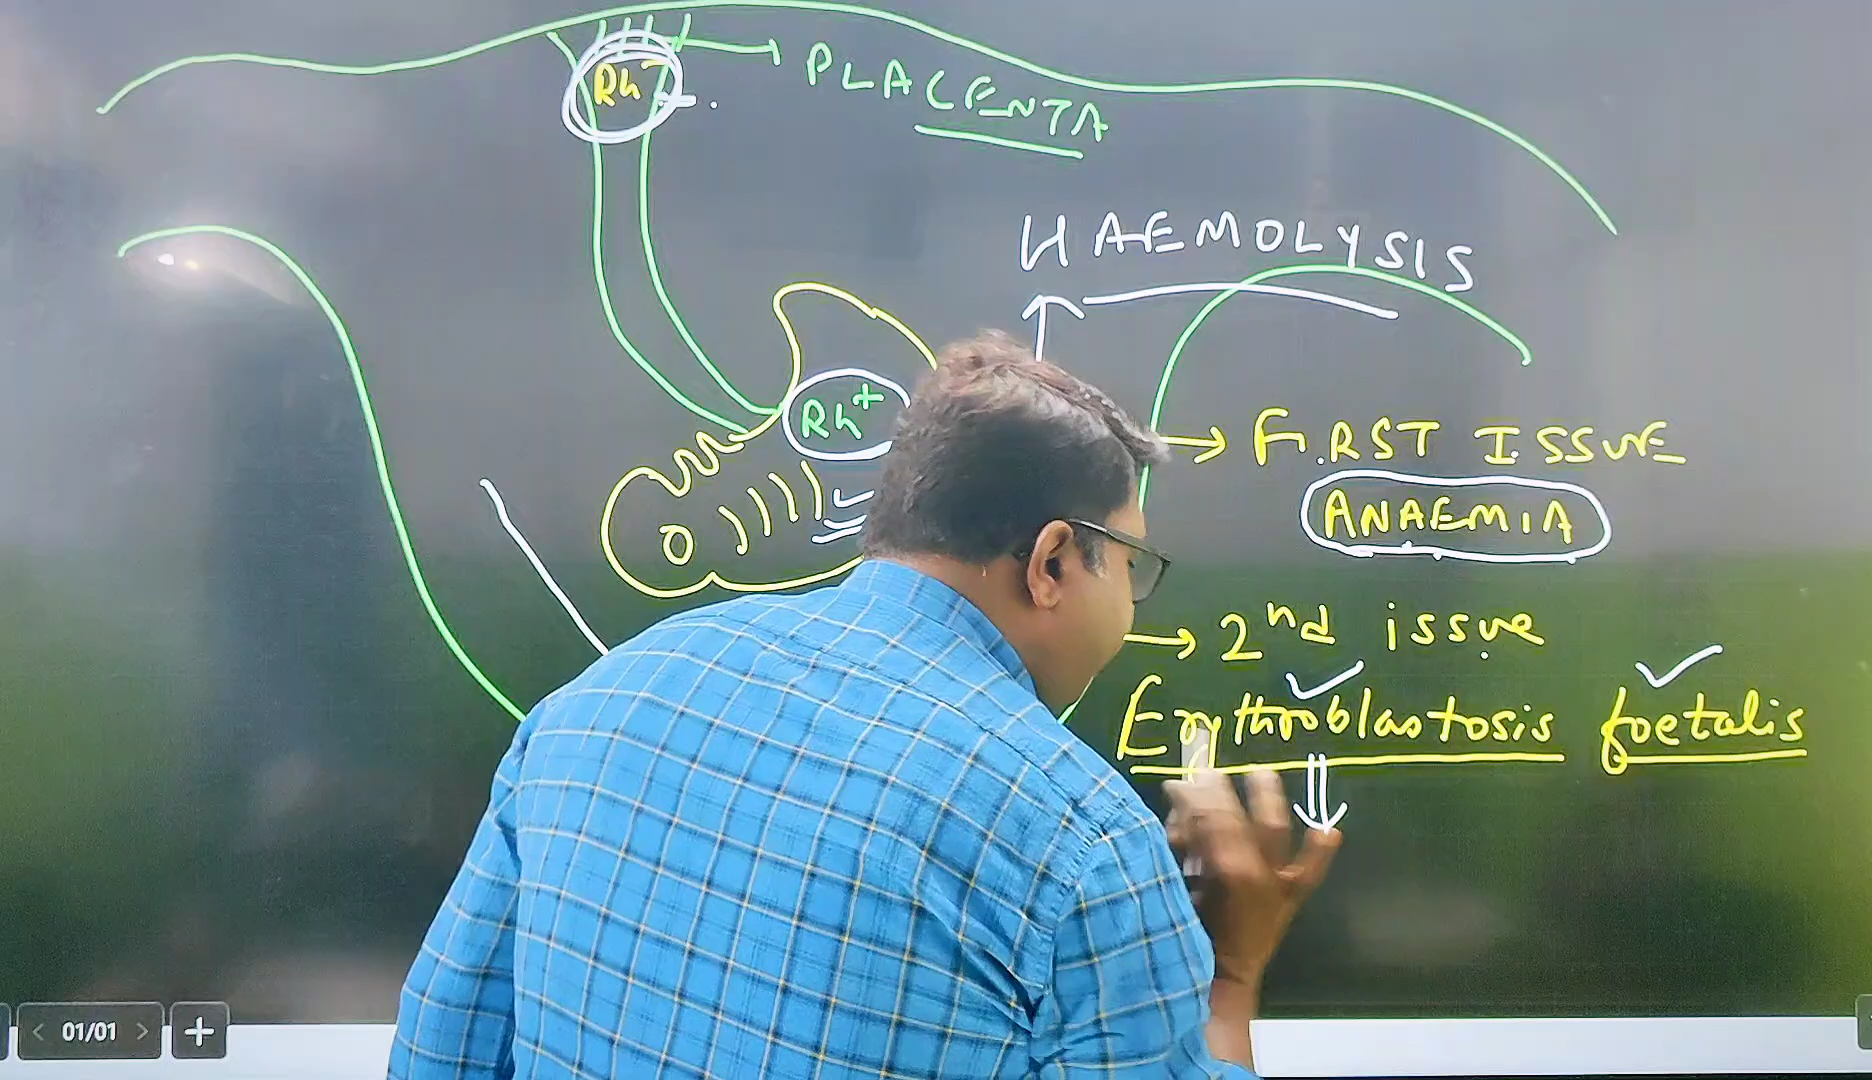 Rh-
PLACENTA
HAEMOLYSIS
Rh+
FIRST ISSUE
ANAEMIA
2nd issue
Erythroblastosis foetalis
01/01